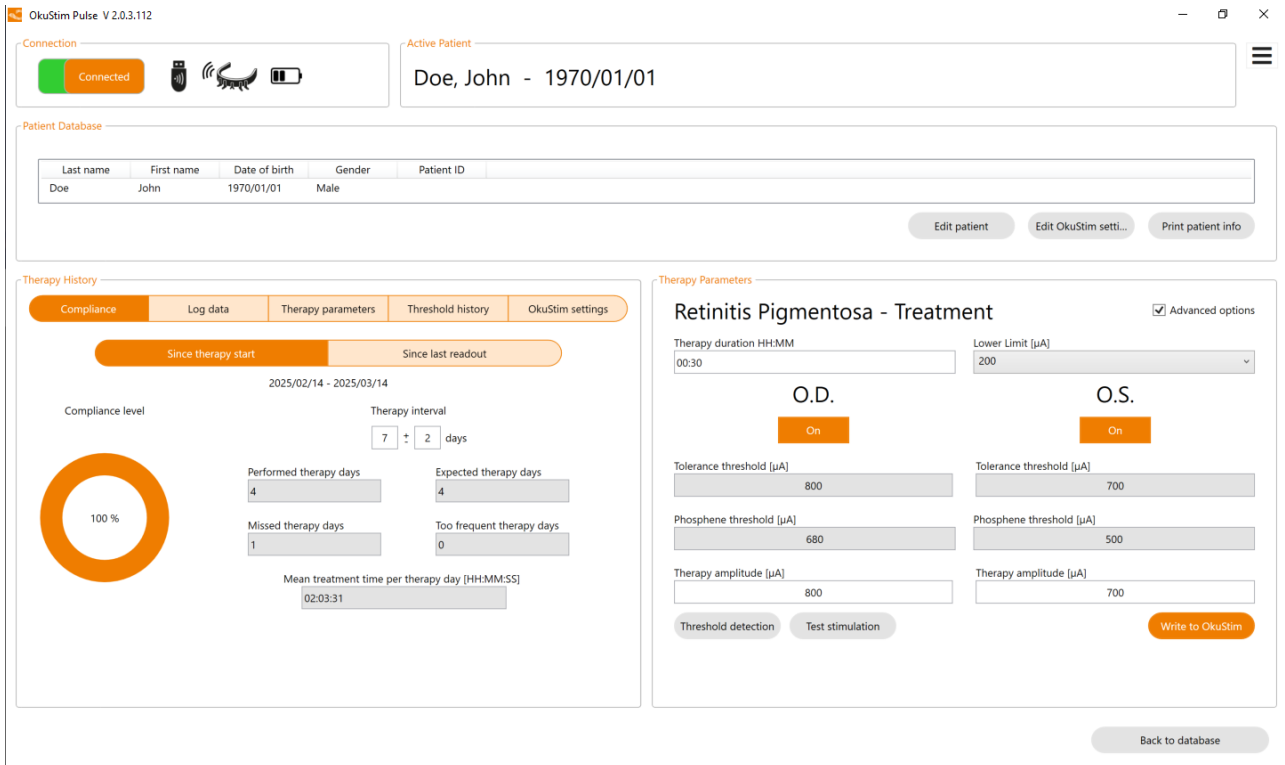 OkuStim Pulse V 2.0.3.112
Connection
Connected
Active Patient
Doe, John - 1970/01/01
Patient Database
Last name First name Date of birth Gender Patient ID
Doe John 1970/01/01 Male
Edit patient Edit OkuStim setti... Print patient info
Therapy History
Compliance Log data Therapy parameters Threshold history OkuStim settings
Since therapy start Since last readout
2025/02/14 - 2025/03/14
Compliance level
100 %
Therapy interval
7 ± 2 days
Performed therapy days Expected therapy days
4 4
Missed therapy days Too frequent therapy days
1 0
Mean treatment time per therapy day [HH:MM:SS]
02:03:31
Therapy Parameters
Retinitis Pigmentosa - Treatment
Advanced options
Therapy duration HH:MM Lower Limit [µA]
00:30 200
O.D. O.S.
On On
Tolerance threshold [µA] Tolerance threshold [µA]
800 700
Phosphene threshold [µA] Phosphene threshold [µA]
680 500
Therapy amplitude [µA] Therapy amplitude [µA]
800 700
Threshold detection Test stimulation Write to OkuStim
Back to database